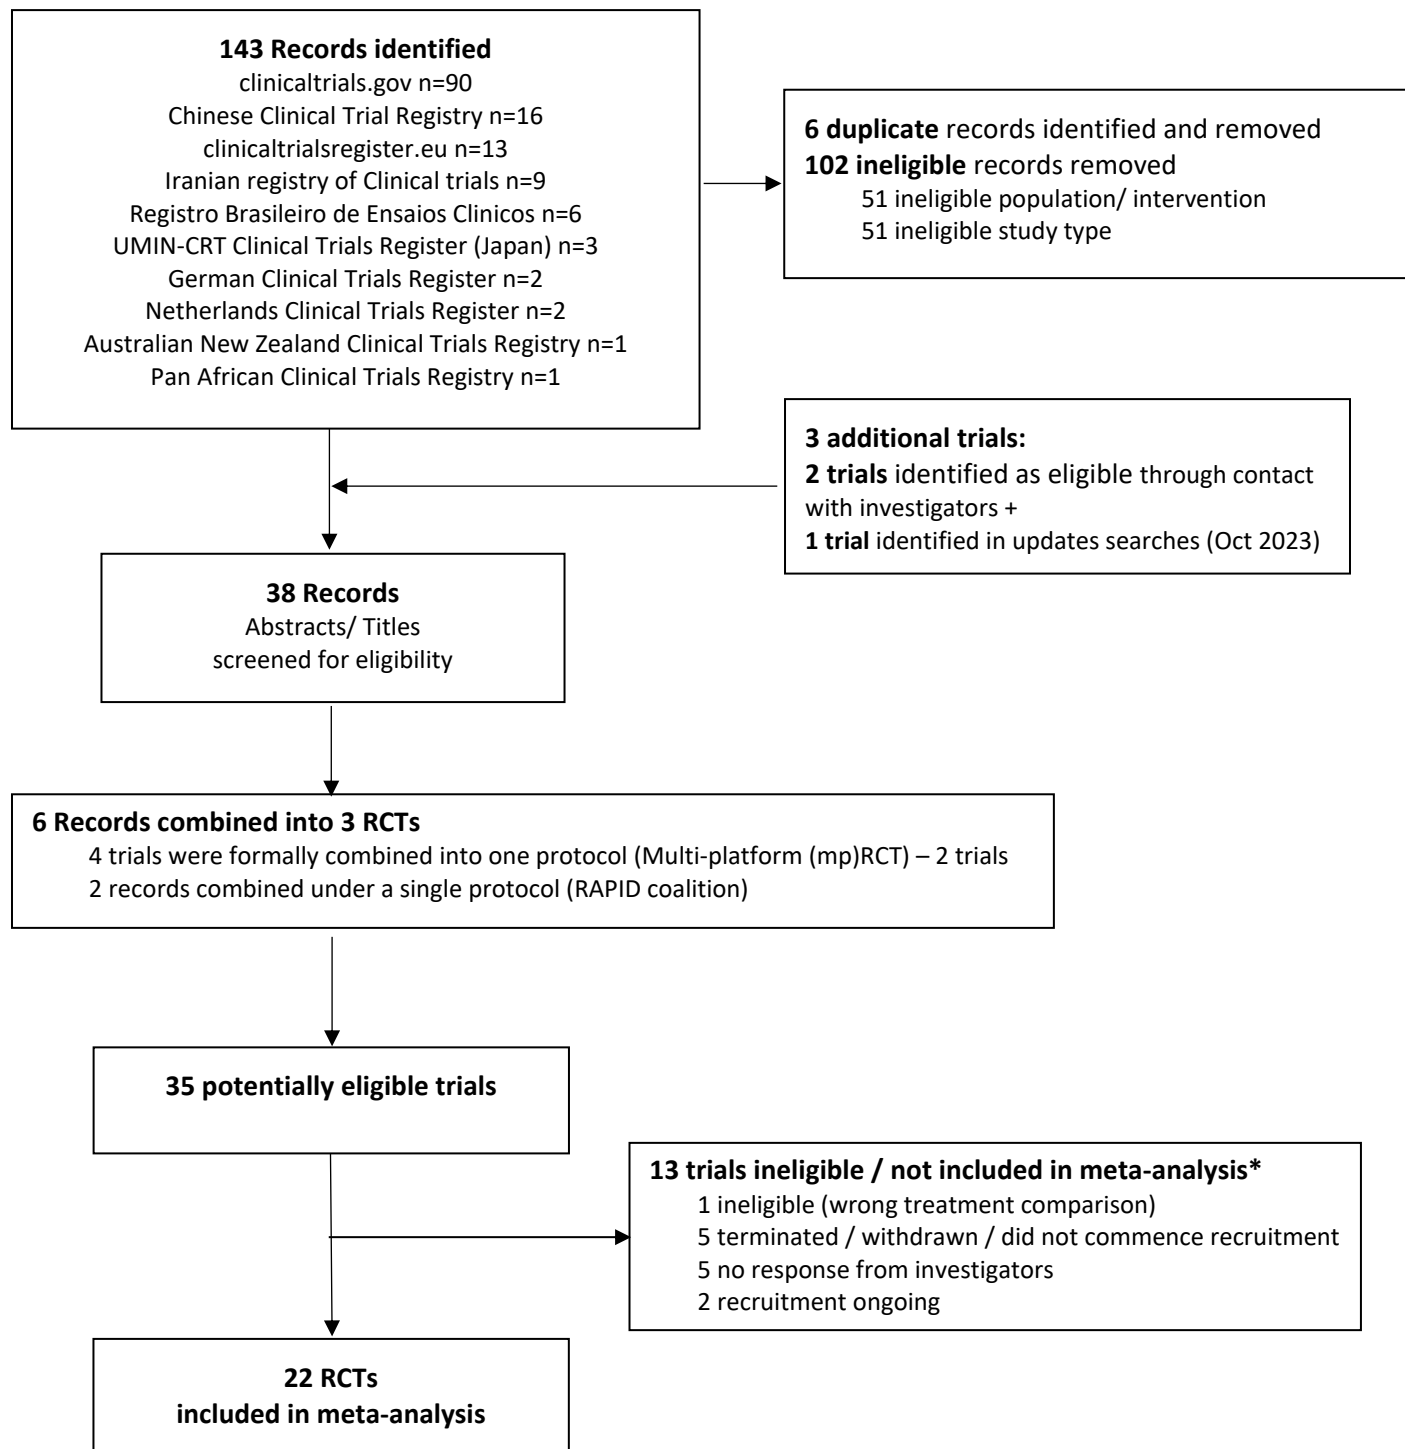 143 Records identified
clinicaltrials.gov n=90
Chinese Clinical Trial Registry n=16
clinicaltrialsregister.eu n=13
Iranian registry of Clinical trials n=9
Registro Brasileiro de Ensaios Clinicos n=6
UMIN-CRT Clinical Trials Register (Japan) n=3
German Clinical Trials Register n=2
Netherlands Clinical Trials Register n=2
Australian New Zealand Clinical Trials Registry n=1
Pan African Clinical Trials Registry n=1
6 duplicate records identified and removed
102 ineligible records removed
51 ineligible population/ intervention
51 ineligible study type
3 additional trials:
2 trials identified as eligible through contact
with investigators +
1 trial identified in updates searches (Oct 2023)
38 Records
Abstracts/ Titles
screened for eligibility
6 Records combined into 3 RCTs
4 trials were formally combined into one protocol (Multi-platform (mp)RCT) – 2 trials
2 records combined under a single protocol (RAPID coalition)
35 potentially eligible trials
13 trials ineligible / not included in meta-analysis*
1 ineligible (wrong treatment comparison)
5 terminated / withdrawn / did not commence recruitment
5 no response from investigators
2 recruitment ongoing
22 RCTs
included in meta-analysis